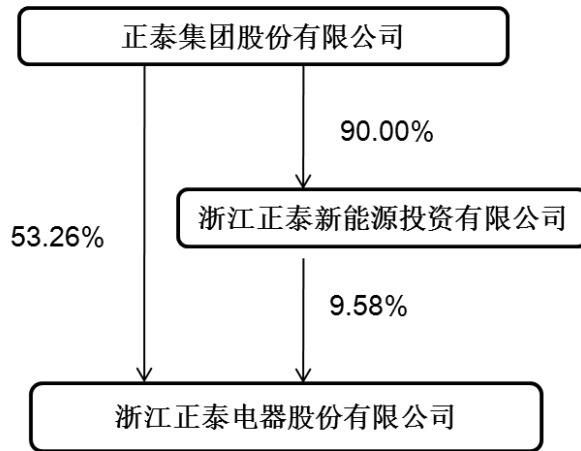 正泰集团股份有限公司
90.00%
浙江正泰新能源投资有限公司
53.26%
9.58%
浙江正泰电器股份有限公司